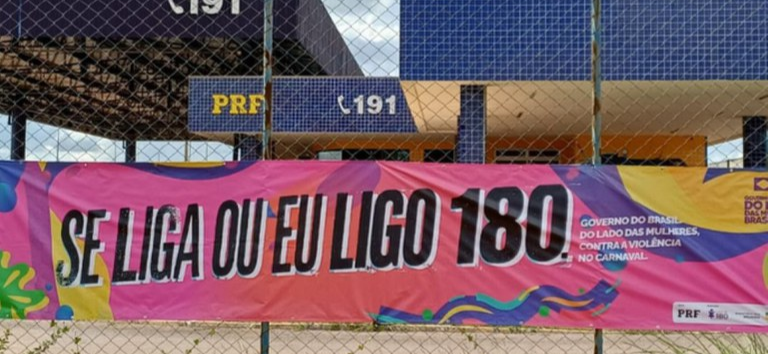 191
PRF 191
SE LIGA OU EU LIGO 180
GOVERNO DO BRASIL
DO LADO DAS MULHERES,
CONTRA A VIOLÊNCIA
NO CARNAVAL.
PRF
180